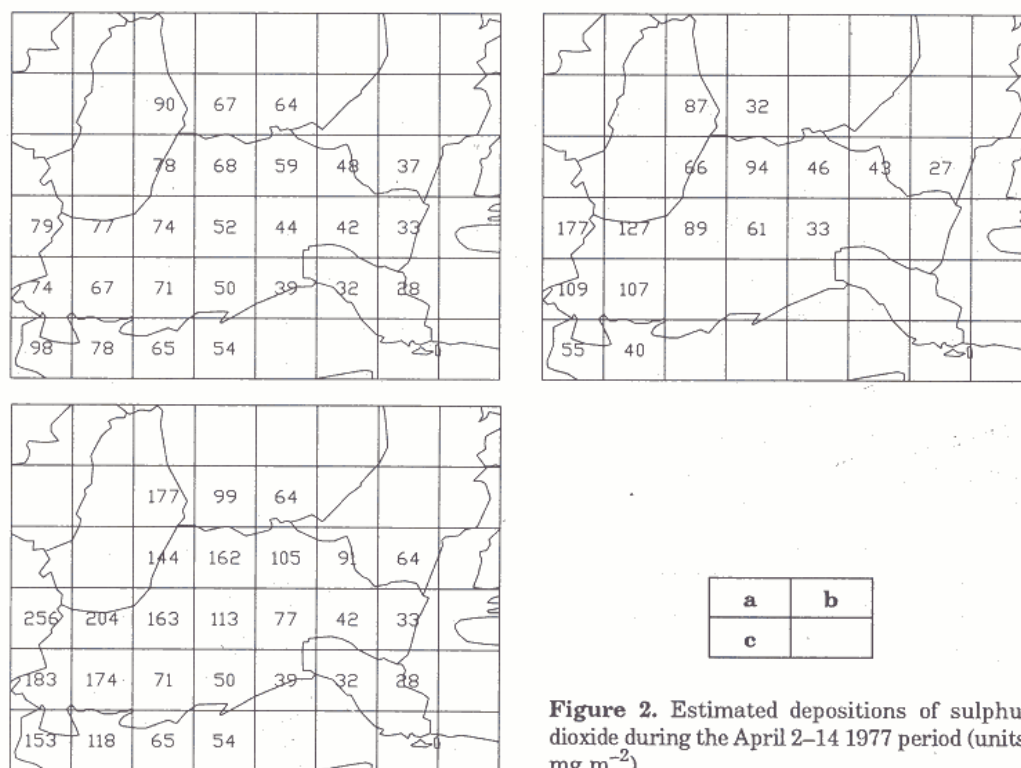 90 67 64
78 68 59 48 37
79 77 74 52 44 42 33
74 67 71 50 39 32 28
98 78 65 54
87 32
66 94 46 43 27
177 127 89 61 33
109 107
55 40
177 99 64
144 162 105 91 64
256 204 163 113 77 42 33
183 174 71 50 39 32 28
153 118 65 54
a b
c
Figure 2. Estimated depositions of sulphu
dioxide during the April 2–14 1977 period (units
mg m−2)